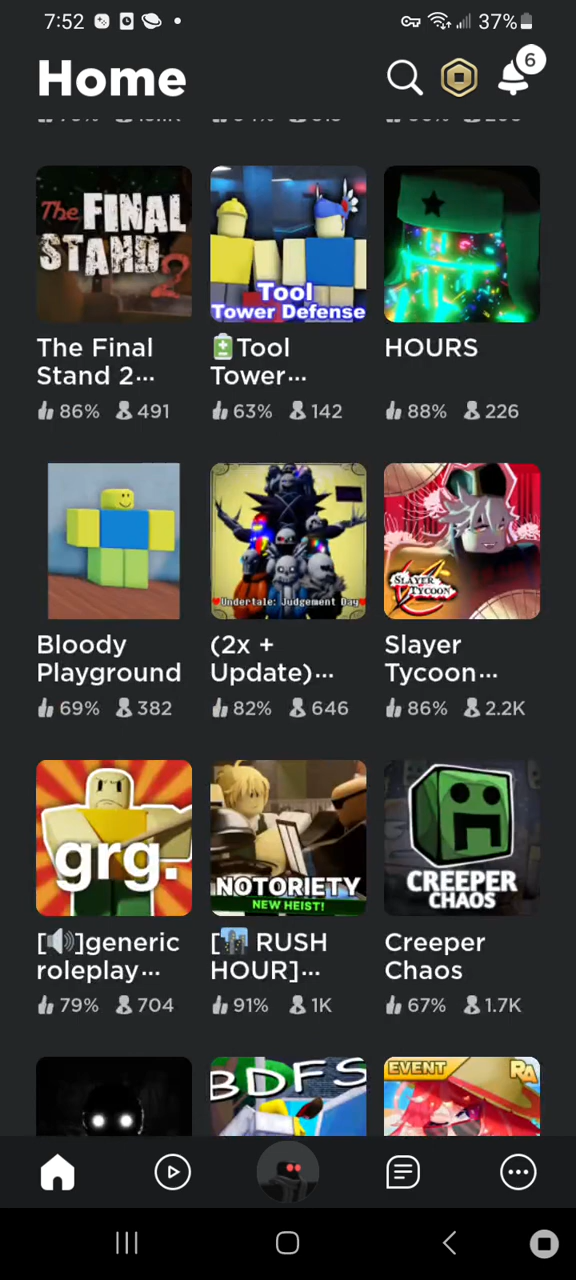 7:52
37%
Home
6
The FINAL
STAND 2
Tool
Tower Defense
The Final
Stand 2...
Tool
Tower...
HOURS
86% 491
63% 142
88% 226
Undertale: Judgement Day
SLAYER
TYCOON
Bloody
Playground
(2x +
Update)...
Slayer
Tycoon...
69% 382
82% 646
86% 2.2K
grg.
NOTORIETY
NEW HEIST!
CREEPER
CHAOS
[🔊]generic
roleplay...
[🏙️ RUSH
HOUR]...
Creeper
Chaos
79% 704
91% 1K
67% 1.7K
BDFS
EVENT
RA